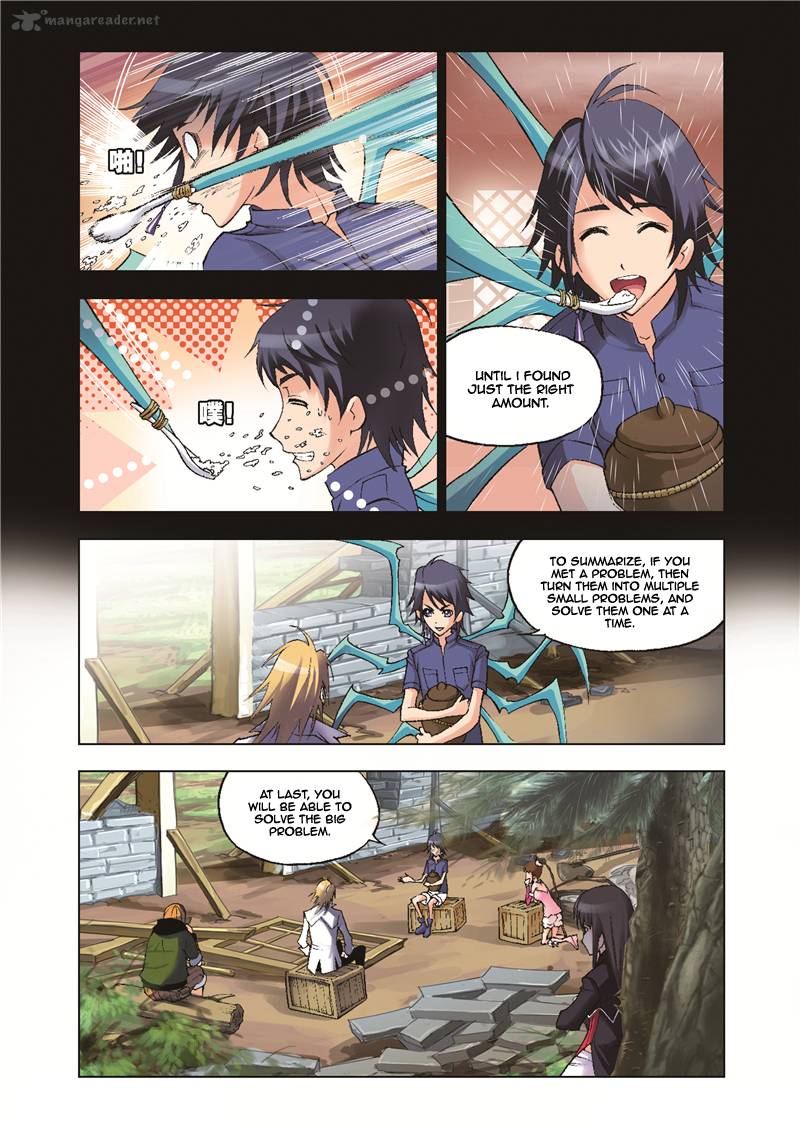 mangareader.net
啪!
UNTIL I FOUND
JUST THE RIGHT
AMOUNT.
噗!
TO SUMMARIZE, IF YOU
MET A PROBLEM, THEN
TURN THEM INTO MULTIPLE
SMALL PROBLEMS, AND
SOLVE THEM ONE AT A
TIME.
AT LAST, YOU
WILL BE ABLE TO
SOLVE THE BIG
PROBLEM.